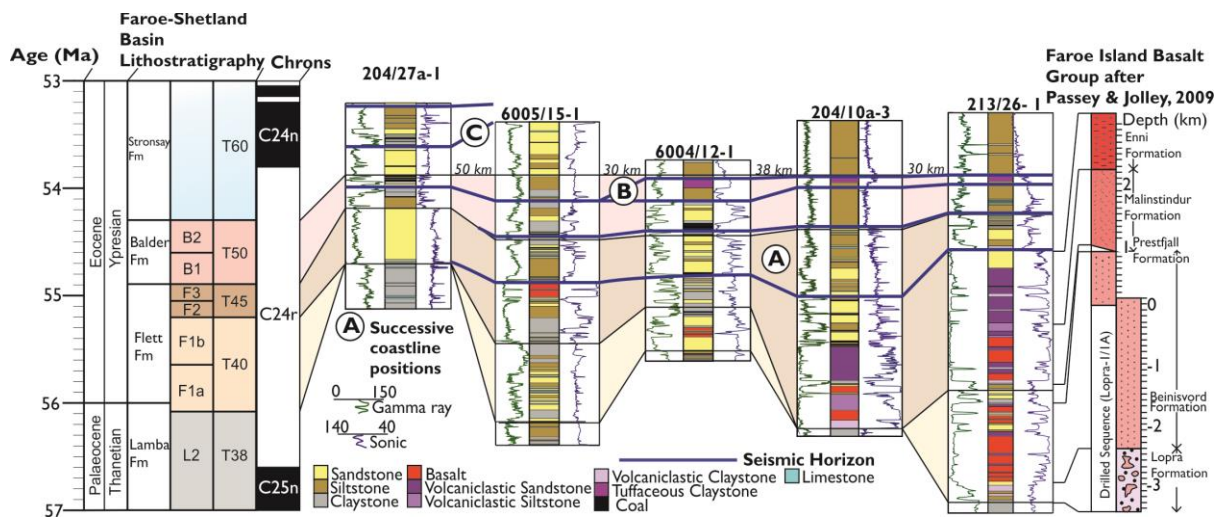 Faroe-Shetland
Basin
Lithostratigraphy
Age (Ma)
Chrons
53
54
55
56
57
Eocene
Palaeocene
Ypresian
Thanetian
Stronsay
Fm
Balder
Fm
Flett
Fm
Lamba
Fm
B2
B1
F3
F2
F1b
F1a
L2
T60
T50
T45
T40
T38
C24n
C24r
C25n
204/27a-1
6005/15-1
6004/12-1
204/10a-3
213/26- 1
50 km
30 km
38 km
30 km
C
B
A
A Successive
coastline
positions
0 150
Gamma ray
140 40
Sonic
Sandstone
Siltstone
Claystone
Basalt
Volcaniclastic Sandstone
Volcaniclastic Siltstone
Seismic Horizon
Volcaniclastic Claystone
Tuffaceous Claystone
Coal
Limestone
Faroe Island Basalt
Group after
Passey & Jolley, 2009
Depth (km)
Enni
Formation
2
Malinstindur
Formation
1
Prestfjall
Formation
0
-1
Beinisvord
Formation
-2
Lopra
Formation
-3
Drilled Sequence (Lopra-1/1A)